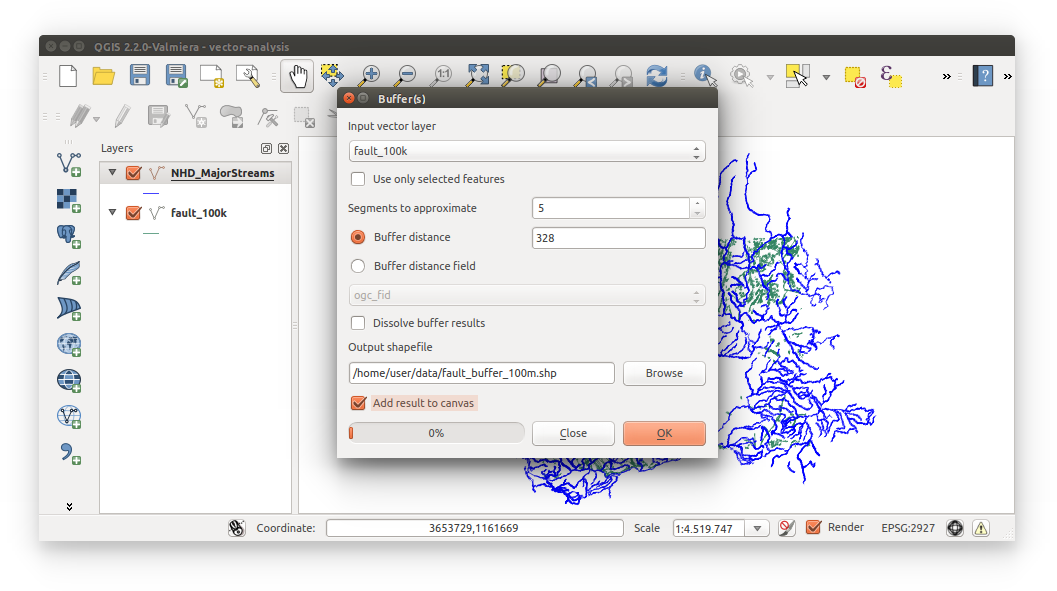 QGIS 2.2.0-Valmiera - vector-analysis
1:1
Buffer(s)
Input vector layer
fault_100k
Use only selected features
Segments to approximate
5
Buffer distance
328
Buffer distance field
ogc_fid
Dissolve buffer results
Output shapefile
/home/user/data/fault_buffer_100m.shp
Browse
Add result to canvas
0%
Close
OK
Layers
NHD_MajorStreams
fault_100k
Coordinate:
3653729,1161669
Scale
1:4.519.747
Render
EPSG:2927